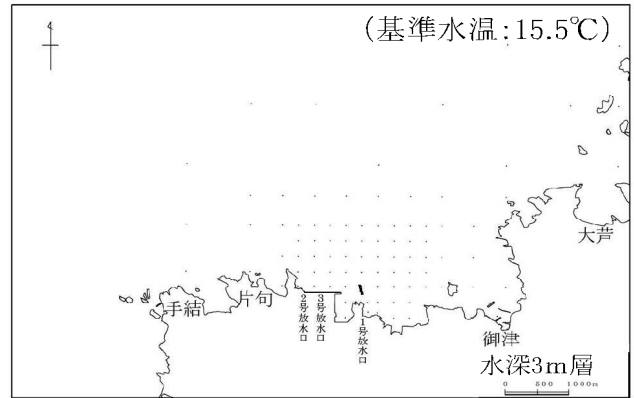 (基準水温:15.5℃)
大芦
手結
片句
2号放水口
3号放水口
1号放水口
御津
水深3m層
0 500 1000m